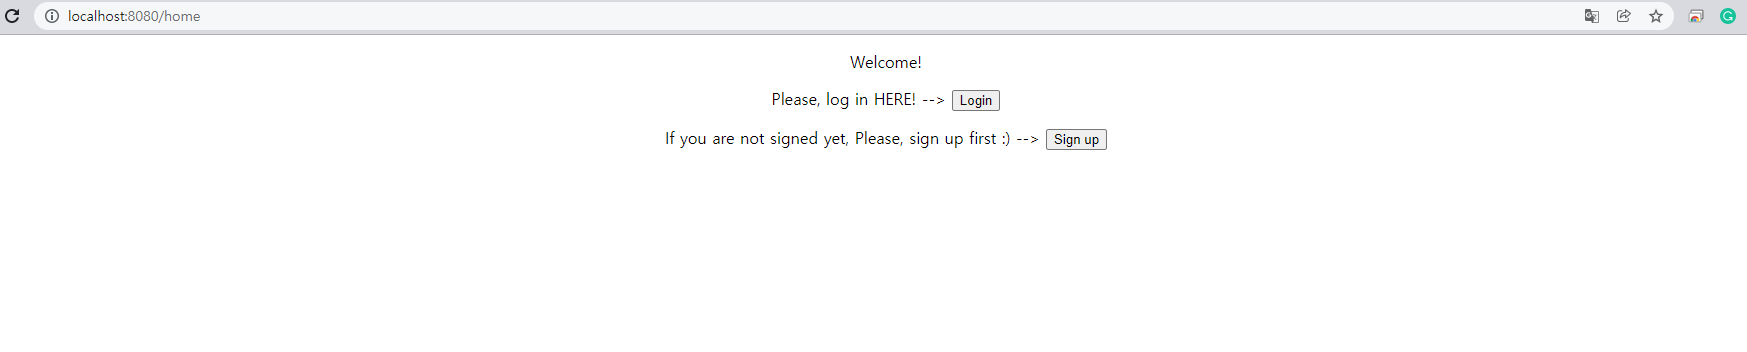 localhost:8080/home
Welcome!
Please, log in HERE! --> Login
If you are not signed yet, Please, sign up first :) --> Sign up